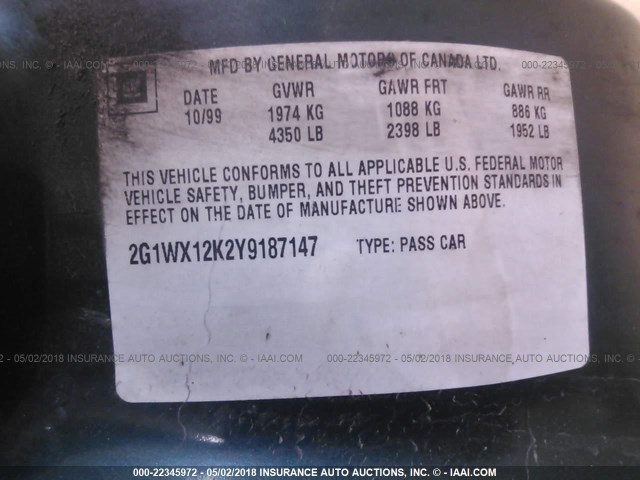 MFD BY GENERAL MOTORS OF CANADA LTD.
DATE GVWR GAWR FRT GAWR RR
10/99 1974 KG 1088 KG 886 KG
4350 LB 2398 LB 1952 LB
THIS VEHICLE CONFORMS TO ALL APPLICABLE U.S. FEDERAL MOTOR
VEHICLE SAFETY, BUMPER, AND THEFT PREVENTION STANDARDS IN
EFFECT ON THE DATE OF MANUFACTURE SHOWN ABOVE.
2G1WX12K2Y9187147 TYPE: PASS CAR
000-22345972 - 05/02/2018 INSURANCE AUTO AUCTIONS, INC. - © - IAAI.COM